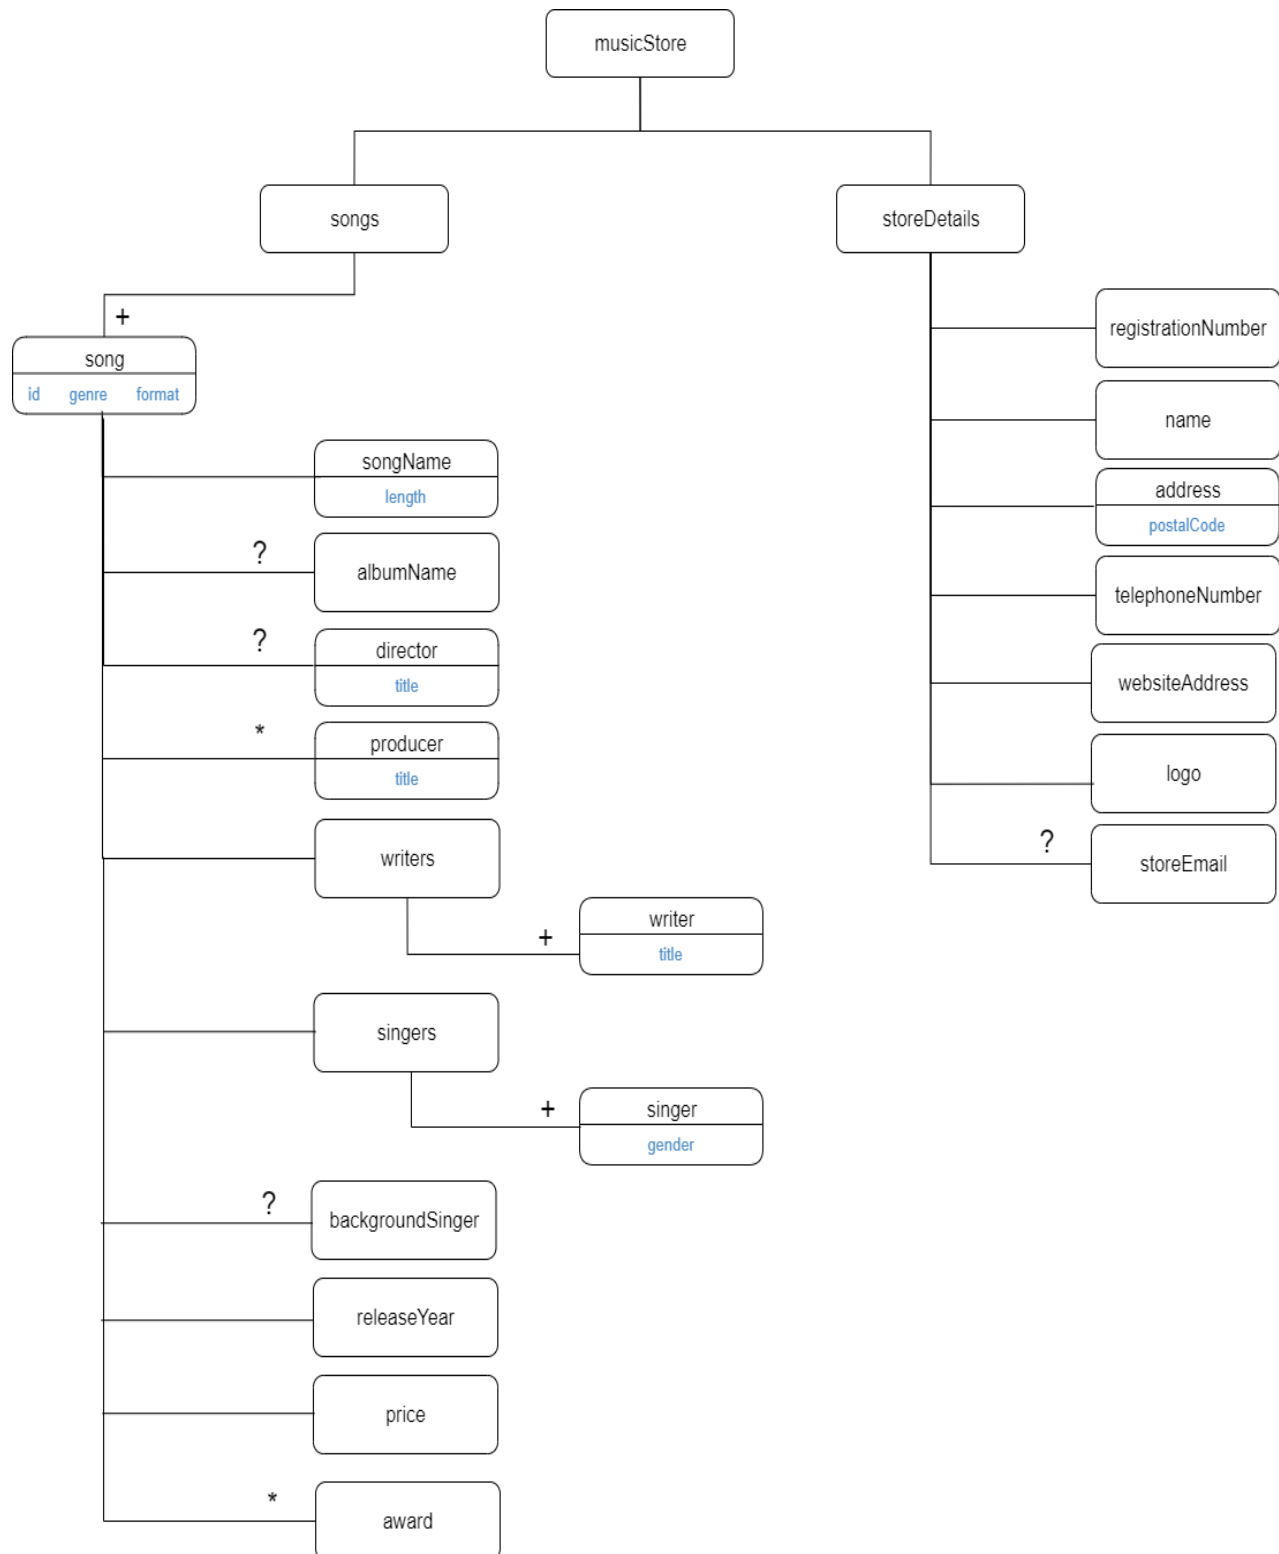 musicStore
songs
storeDetails
+
song
id genre format
songName
length
?
albumName
?
director
title
*
producer
title
writers
+
writer
title
singers
+
singer
gender
?
backgroundSinger
releaseYear
price
*
award
registrationNumber
name
address
postalCode
telephoneNumber
websiteAddress
logo
?
storeEmail